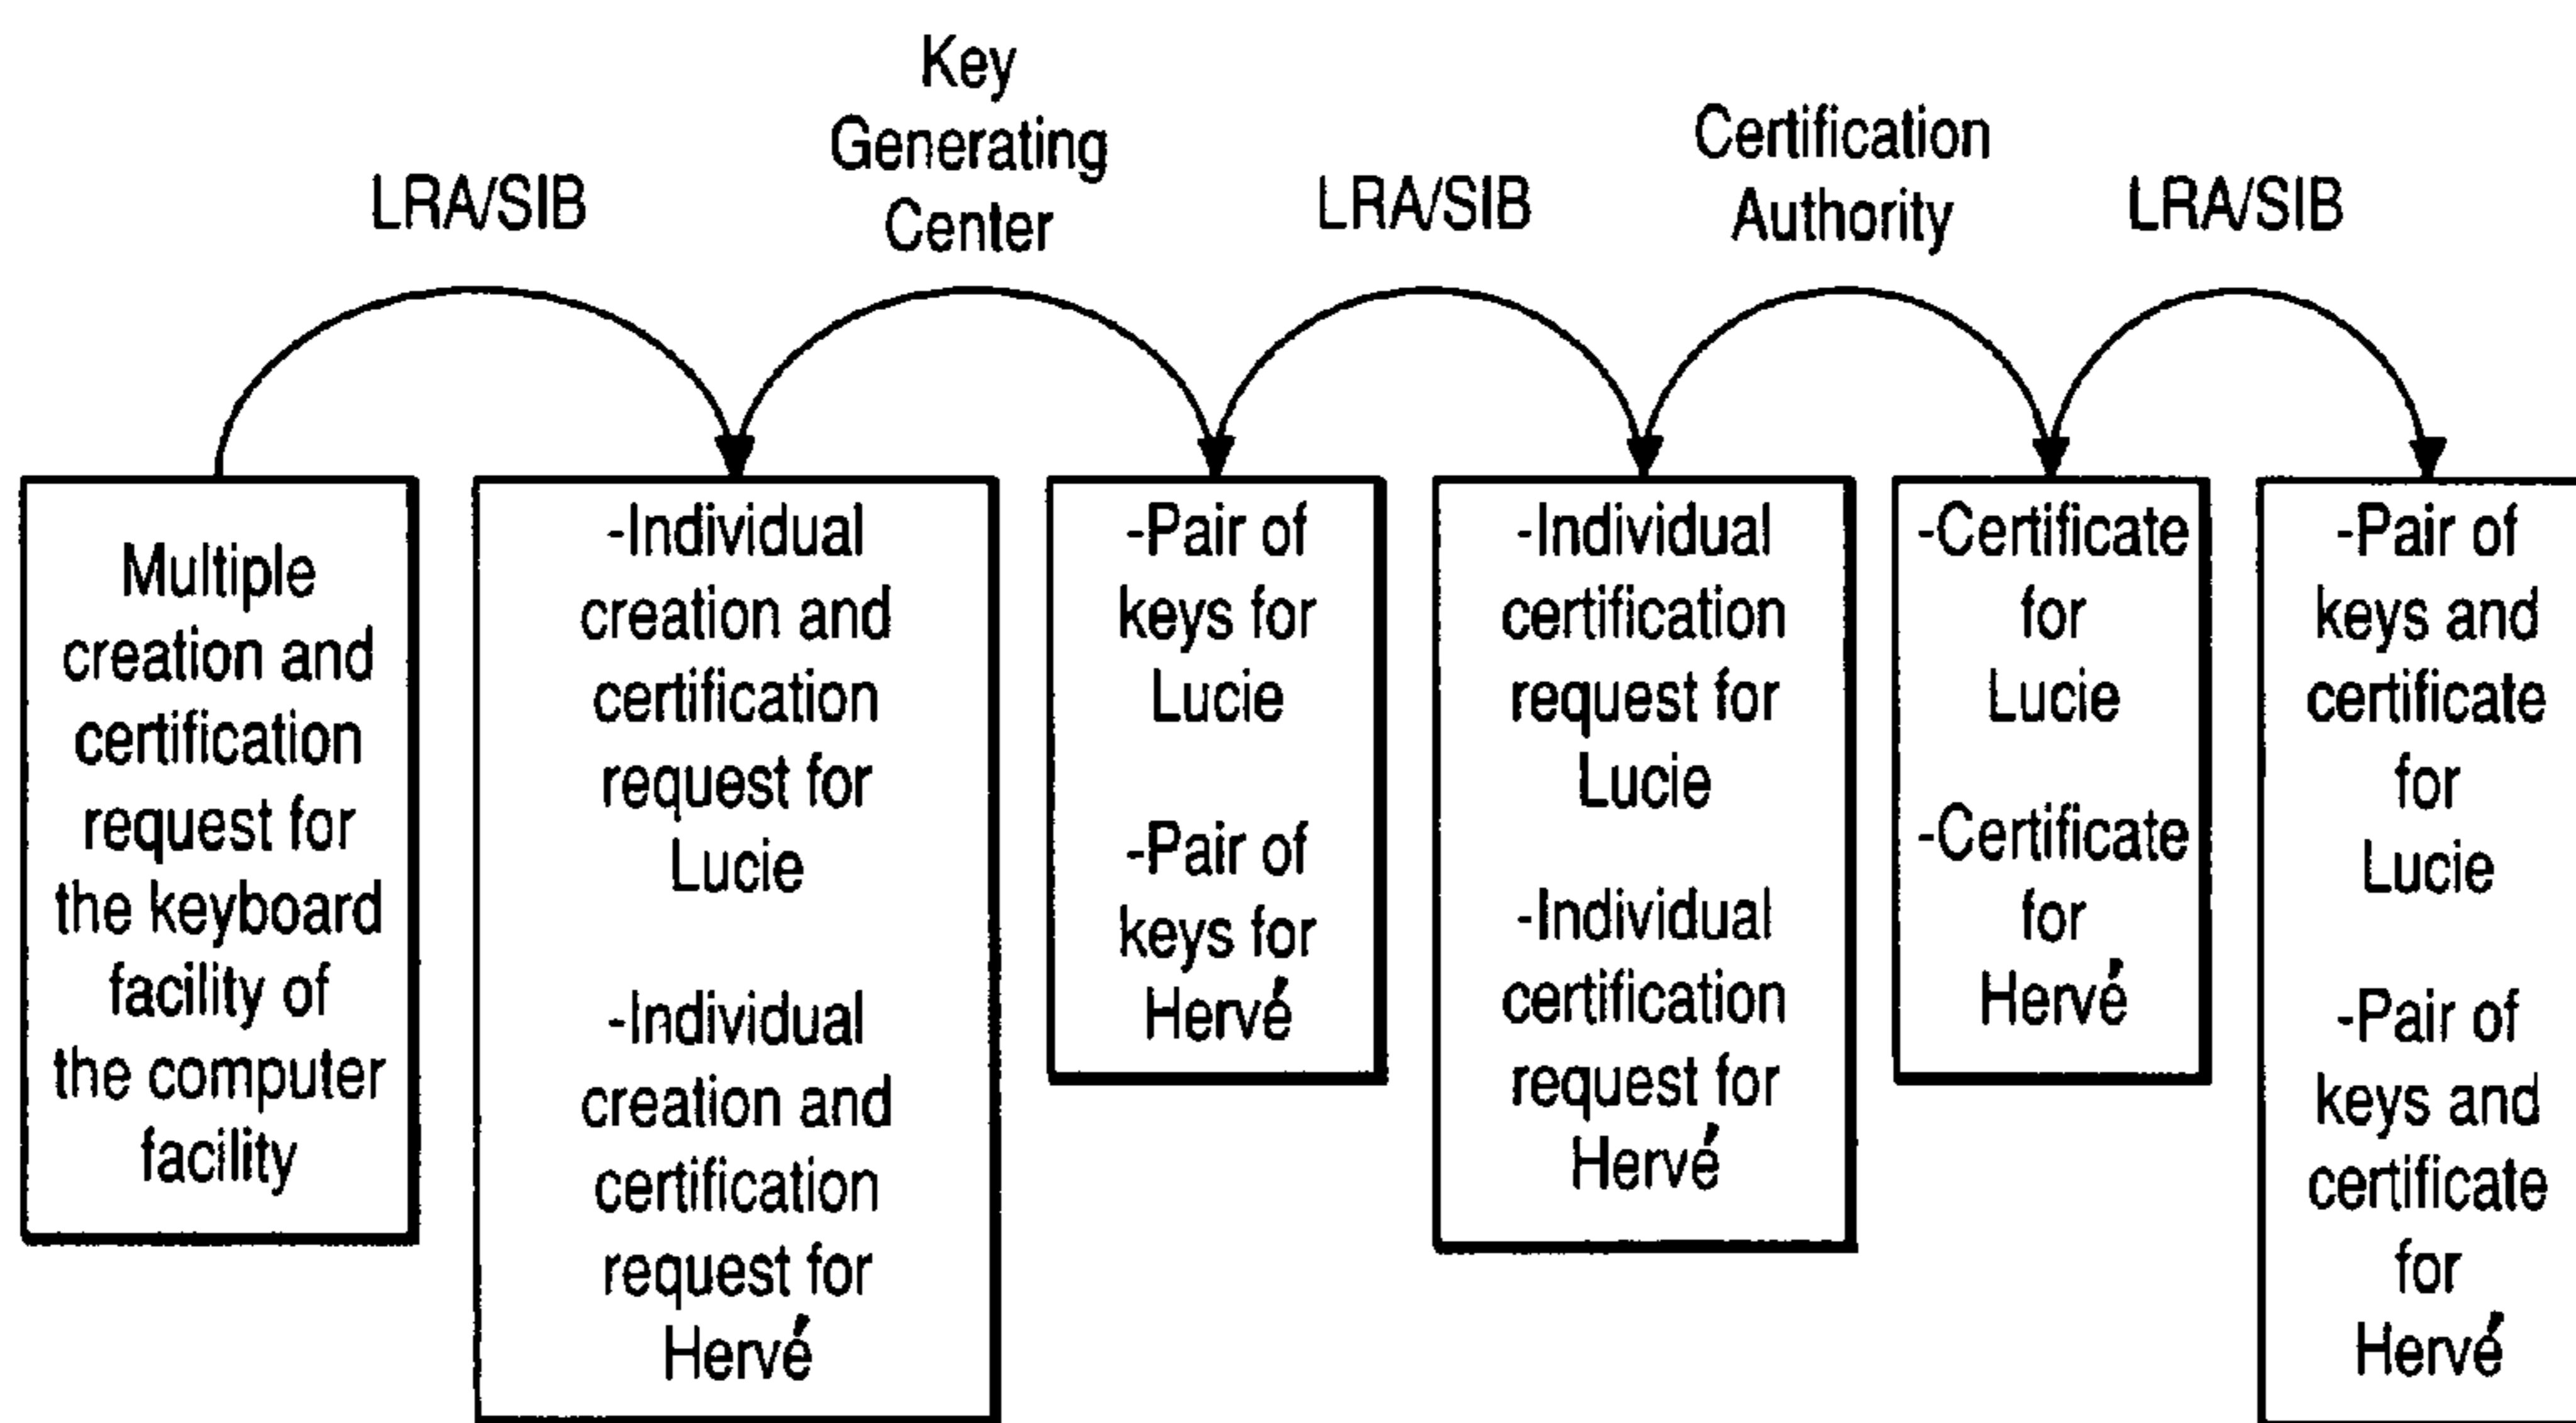 Key
Generating
Center
Certification
Authority
LRA/SIB
LRA/SIB
LRA/SIB
Multiple
creation and
certification
request for
the keyboard
facility of
the computer
facility
-Individual
creation and
certification
request for
Lucie
-Individual
creation and
certification
request for
Hervé
-Pair of
keys for
Lucie
-Pair of
keys for
Hervé
-Individual
certification
request for
Lucie
-Individual
certification
request for
Hervé
-Certificate
for
Lucie
-Certificate
for
Hervé
-Pair of
keys and
certificate
for
Lucie
-Pair of
keys and
certificate
for
Hervé